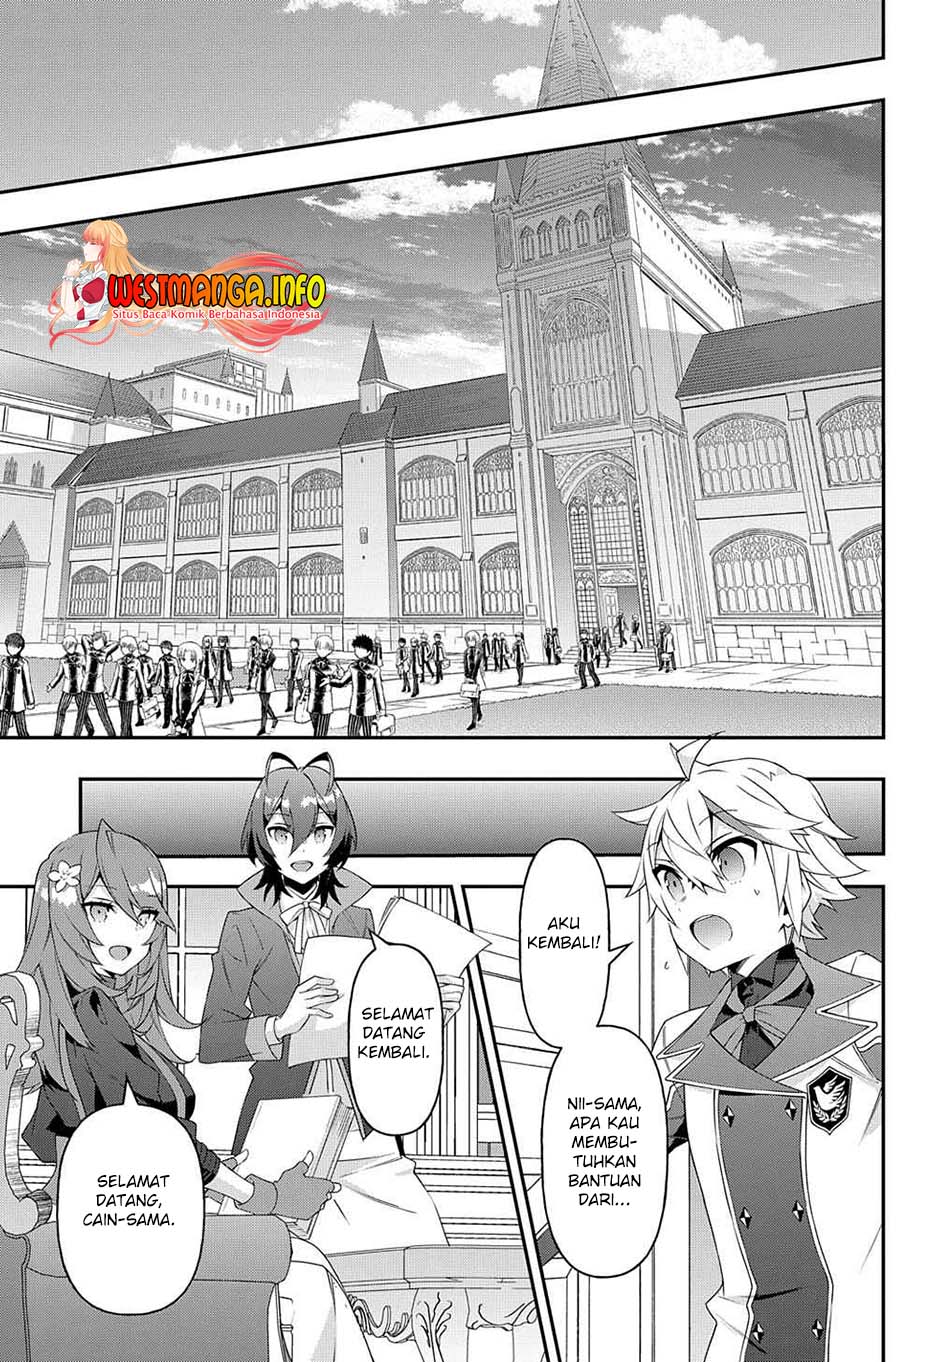 WESTMANGA.INFO
Situs Baca Komik Berbahasa Indonesia
AKU
KEMBALI!
NII-SAMA,
APA KAU
MEMBU-
TUHKAN
BANTUAN
DARI...
SELAMAT
DATANG
KEMBALI.
SELAMAT
DATANG,
CAIN-SAMA.